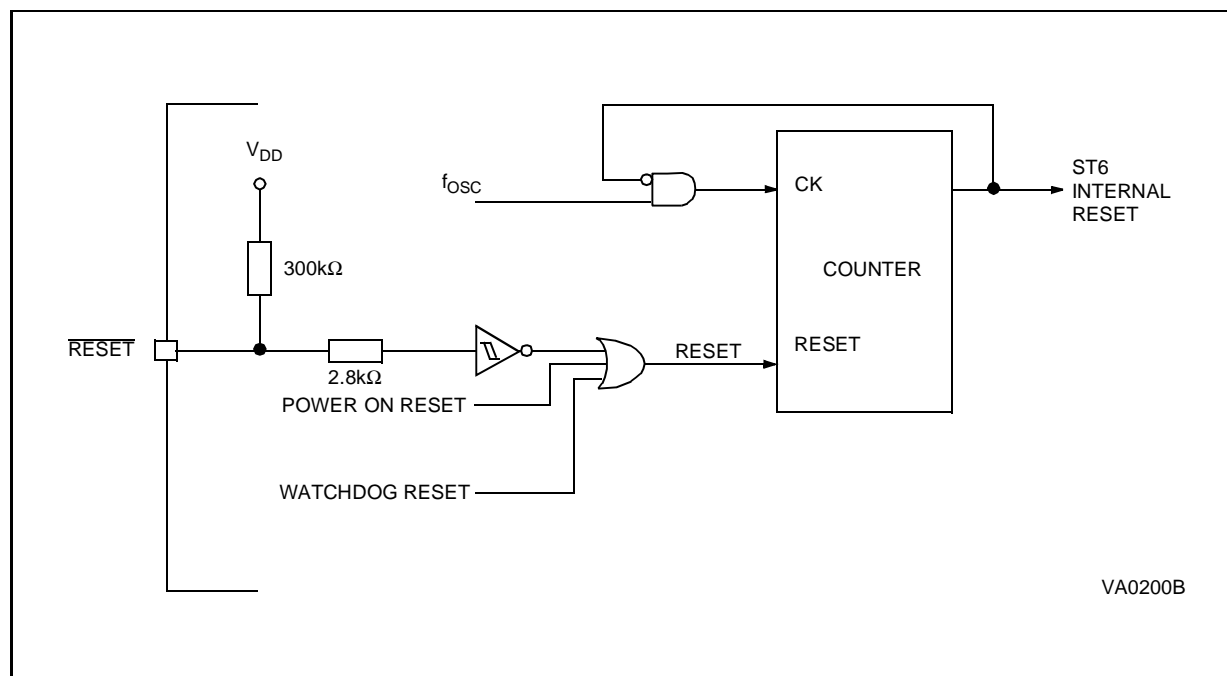 VDD
300kΩ
RESET
2.8kΩ
POWER ON RESET
WATCHDOG RESET
fOSC
RESET
CK
COUNTER
RESET
ST6
INTERNAL
RESET
VA0200B